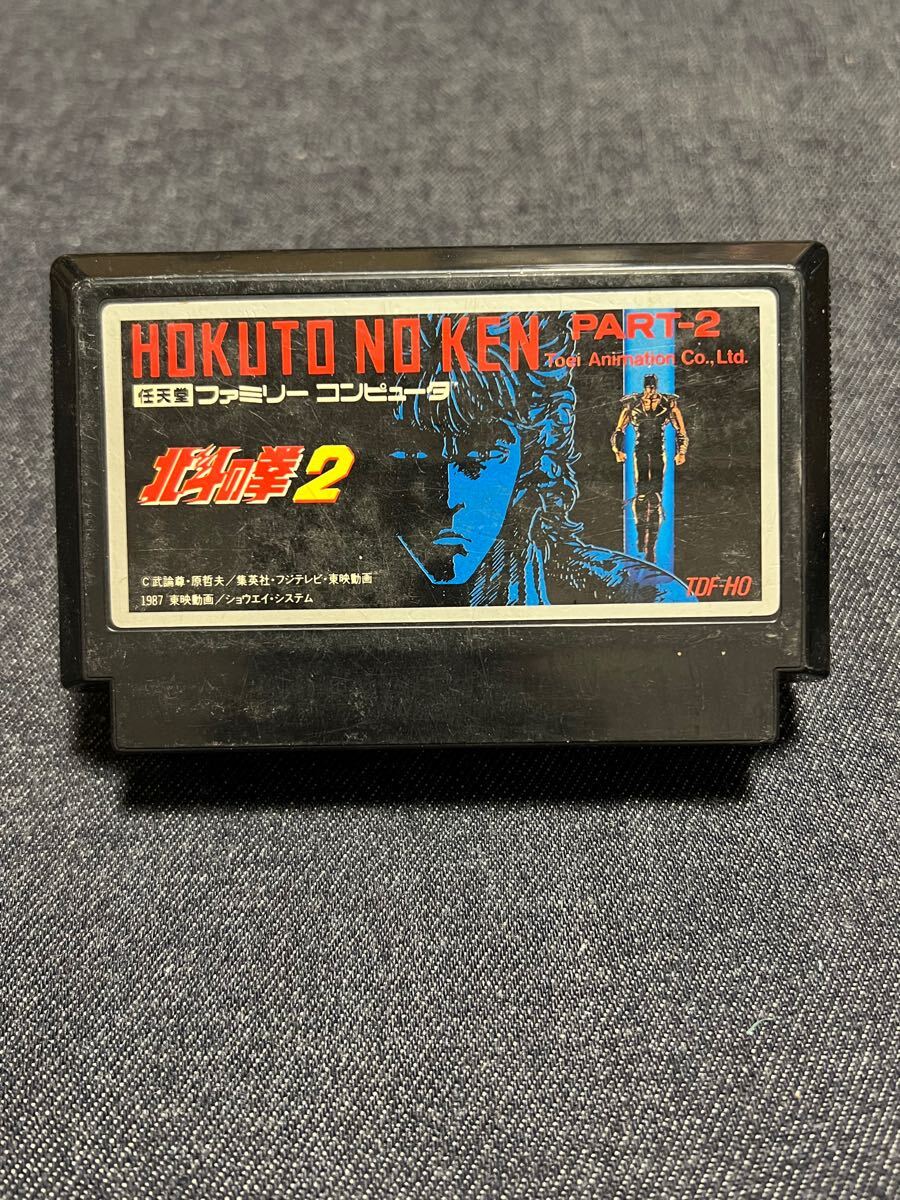 HOKUTO NO KEN PART-2
Toei Animation Co., Ltd.
任天堂 ファミリー コンピュータ
北斗の拳2
C武論尊・原哲夫／集英社・フジテレビ・東映動画
1987 東映動画／ショウエイ・システム
TDF-HO